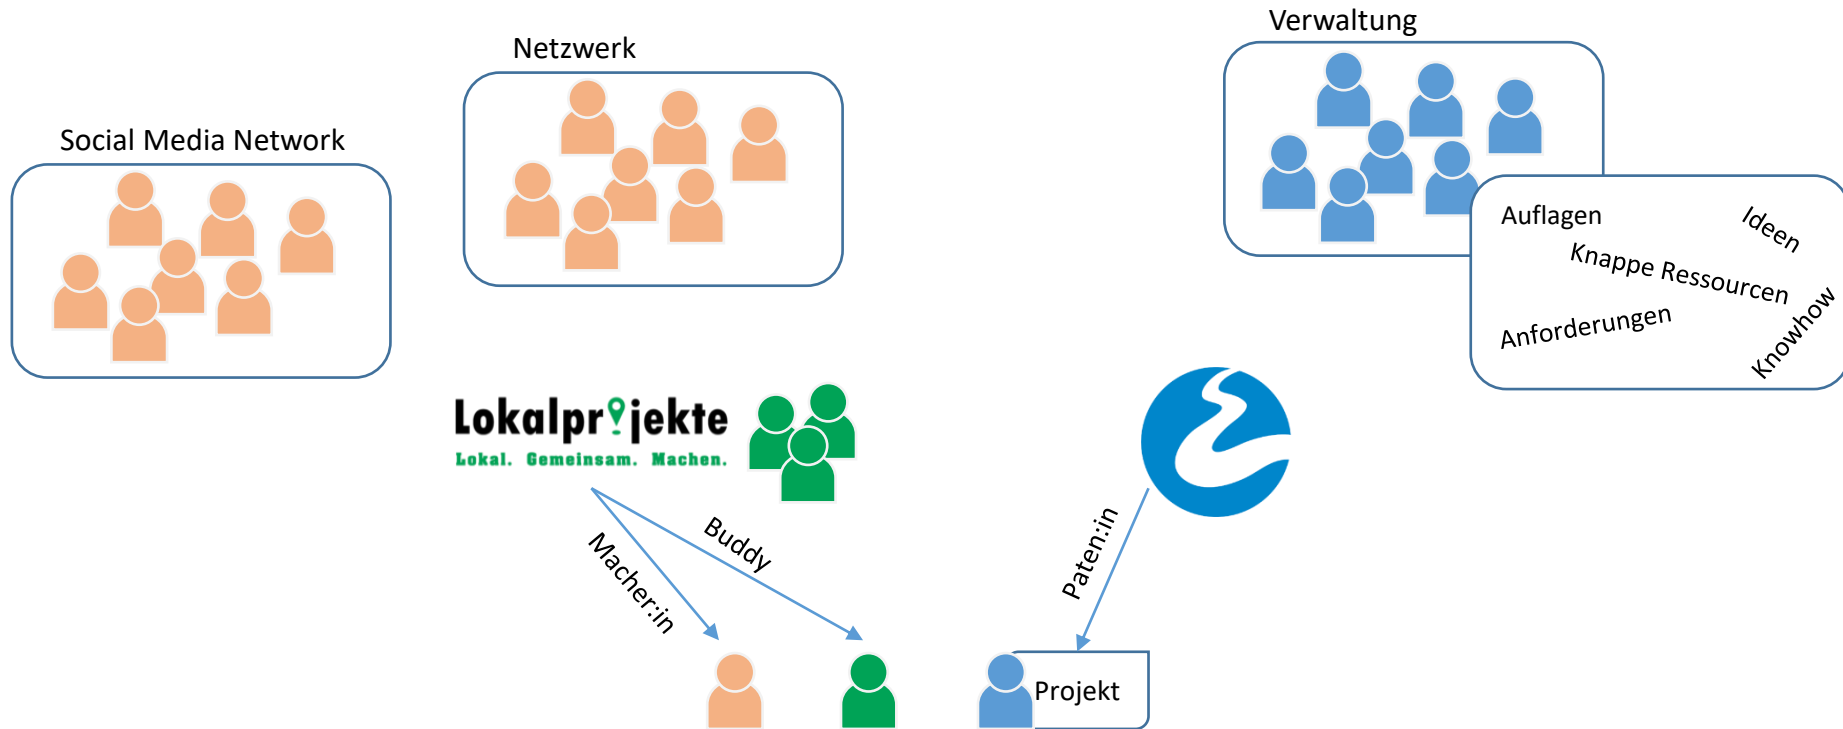 Verwaltung
Netzwerk
Social Media Network
Auflagen
Ideen
Knappe Ressourcen
Anforderungen
Knowhow
Lokalprojekte
Lokal. Gemeinsam. Machen.
Buddy
Macher:in
Paten:in
Projekt